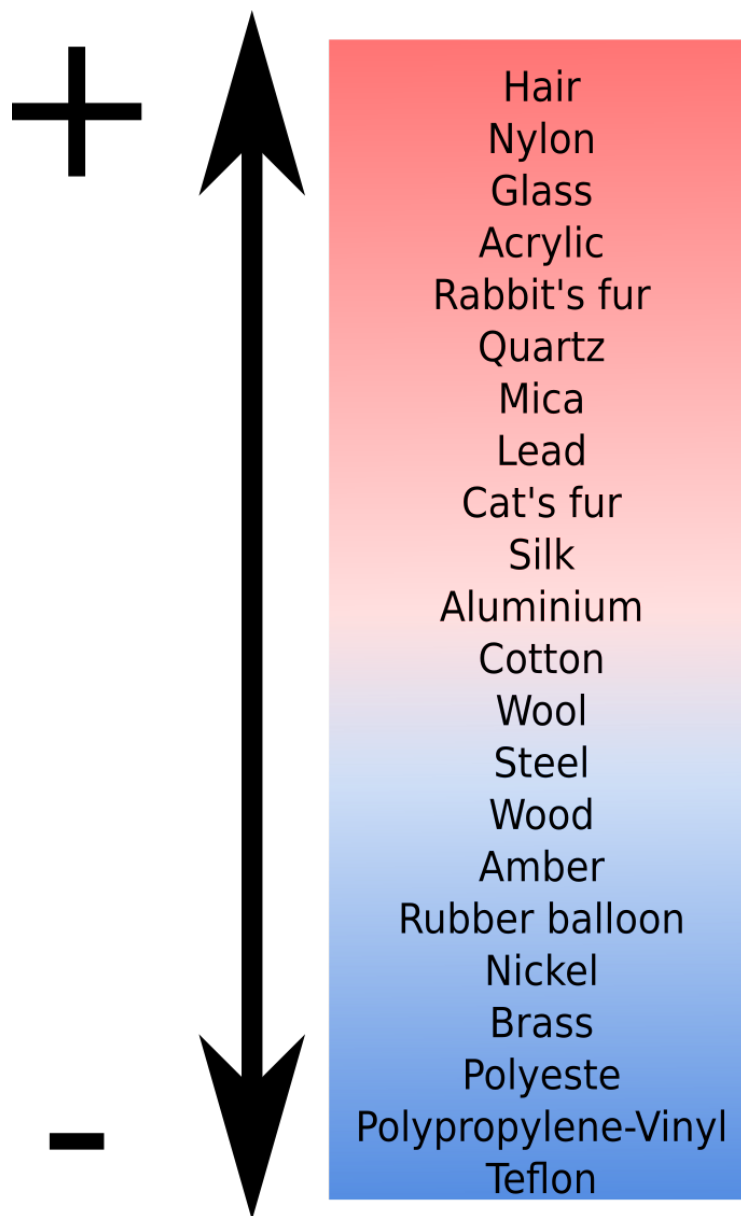 +
Hair
Nylon
Glass
Acrylic
Rabbit's fur
Quartz
Mica
Lead
Cat's fur
Silk
Aluminium
Cotton
Wool
Steel
Wood
Amber
Rubber balloon
Nickel
Brass
Polyeste
Polypropylene-Vinyl
Teflon
-